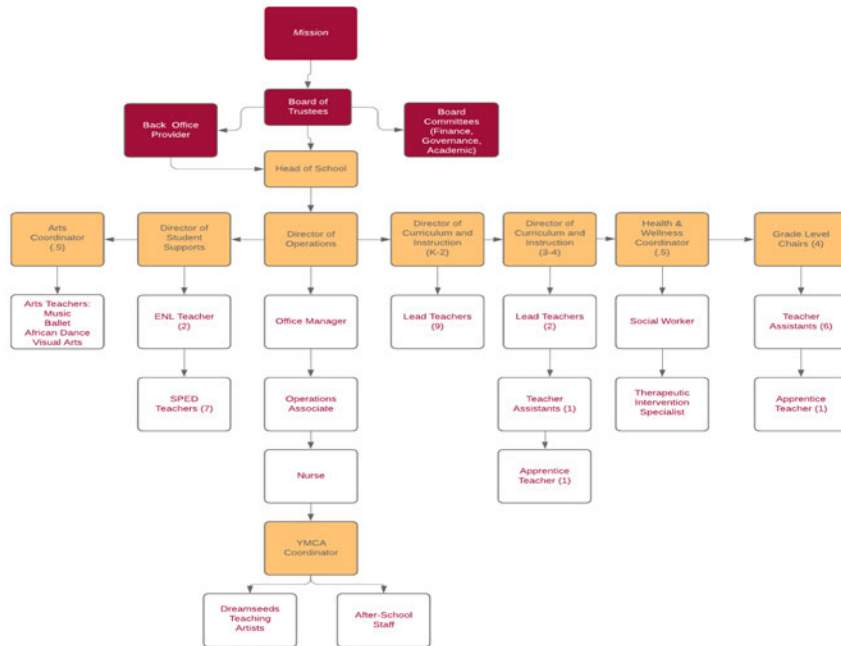 Mission
Board of
Trustees
Back Office
Provider
Board
Committees
(Finance,
Governance,
Academic)
Head of School
Arts
Coordinator
(.5)
Director of
Student
Supports
Director of
Operations
Director of
Curriculum and
Instruction
(K-2)
Director of
Curriculum and
Instruction
(3-4)
Health &
Wellness
Coordinator
(.5)
Grade Level
Chairs (4)
Arts Teachers:
Music
Ballet
African Dance
Visual Arts
ENL Teacher
(2)
Office Manager
Lead Teachers
(9)
Lead Teachers
(2)
Social Worker
Teacher
Assistants (6)
SPED
Teachers (7)
Operations
Associate
Teacher
Assistants (1)
Therapeutic
Intervention
Specialist
Apprentice
Teacher (1)
Nurse
Apprentice
Teacher (1)
YMCA
Coordinator
Dreamseeds
Teaching
Artists
After-School
Staff